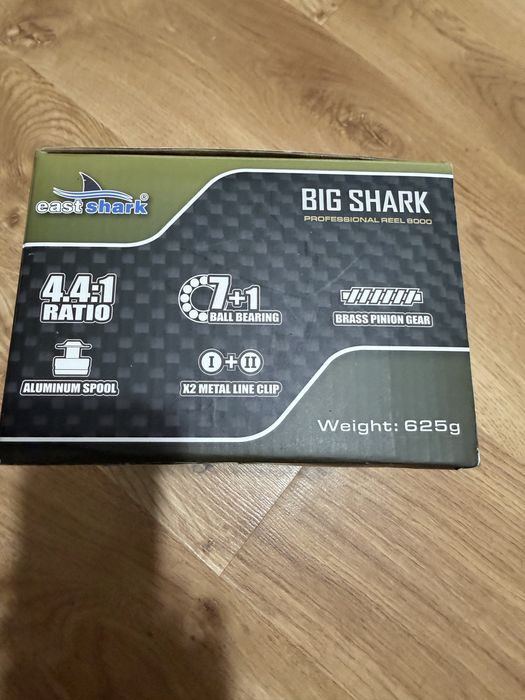 east shark
BIG SHARK
PROFESSIONAL REEL 8000
4.4:1
RATIO
7+1
BALL BEARING
BRASS PINION GEAR
ALUMINUM SPOOL
I + II
X2 METAL LINE CLIP
Weight: 625g